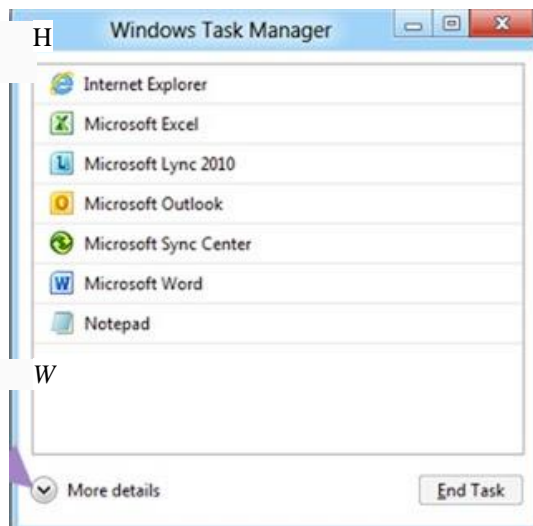 H
Windows Task Manager
Internet Explorer
Microsoft Excel
Microsoft Lync 2010
Microsoft Outlook
Microsoft Sync Center
Microsoft Word
Notepad
W
More details End Task